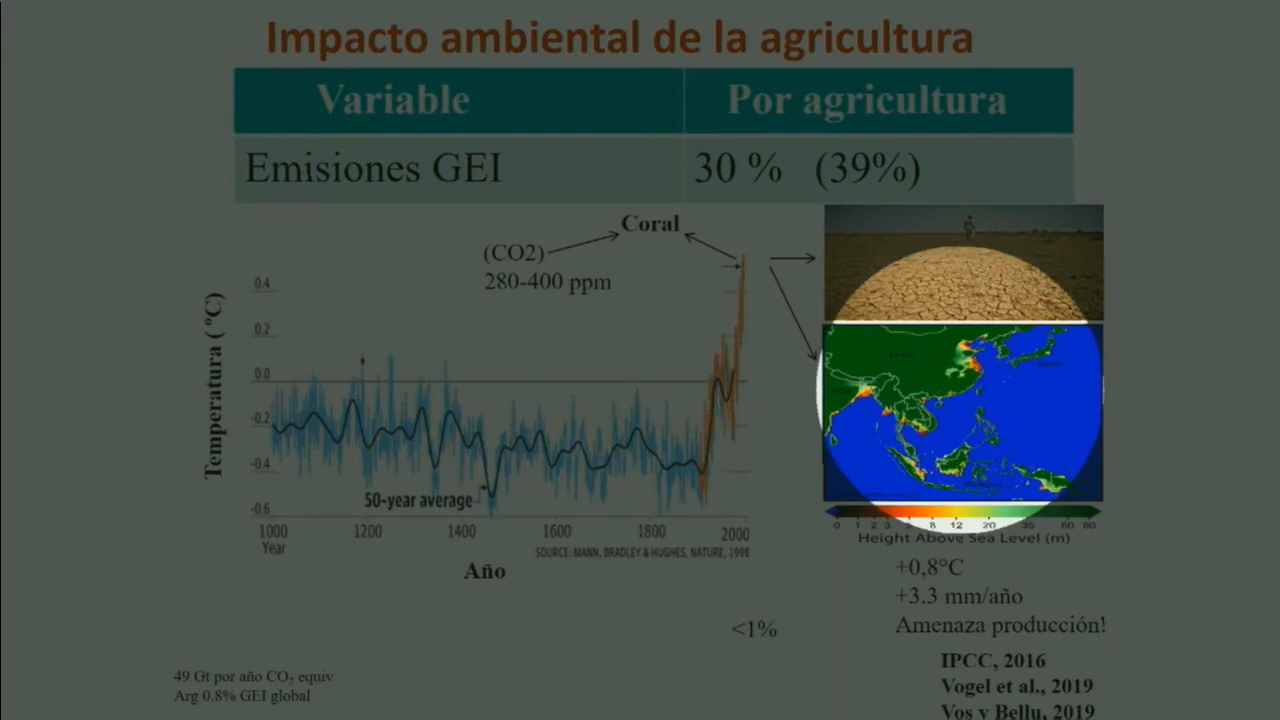 Impacto ambiental de la agricultura
Variable
Por agricultura
Emisiones GEI
30 % (39%)
Coral
(CO2)
280-400 ppm
Temperatura (ºC)
0.4
0.2
0.0
-0.2
-0.4
-0.6
50-year average
1000 1200 1400 1600 1800 2000
Year
SOURCE: MANN, BRADLEY & HUGHES, NATURE, 1998
Año
China
0 1 2 3 5 8 12 20 35 60 80
Height Above Sea Level (m)
+0,8°C
+3.3 mm/año
Amenaza producción!
<1%
IPCC, 2016
Vogel et al., 2019
Vos y Bellu, 2019
49 Gt por año CO₂ equiv
Arg 0.8% GEI global